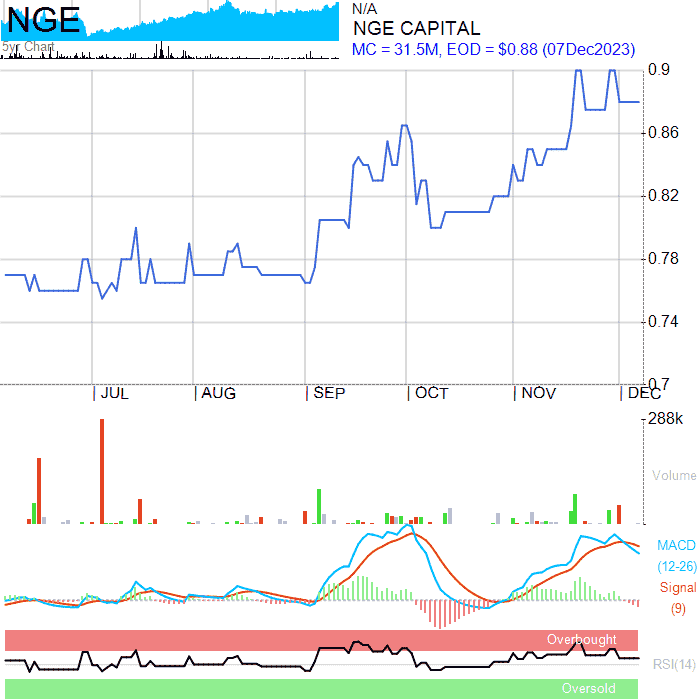 NGE
5yr Chart
N/A
NGE CAPITAL
MC = 31.5M, EOD = $0.88 (07Dec2023)
0.9
0.86
0.82
0.78
0.74
0.7
JUL AUG SEP OCT NOV DEC
288k
Volume
MACD
(12-26)
Signal
(9)
Overbought
RSI(14)
Oversold